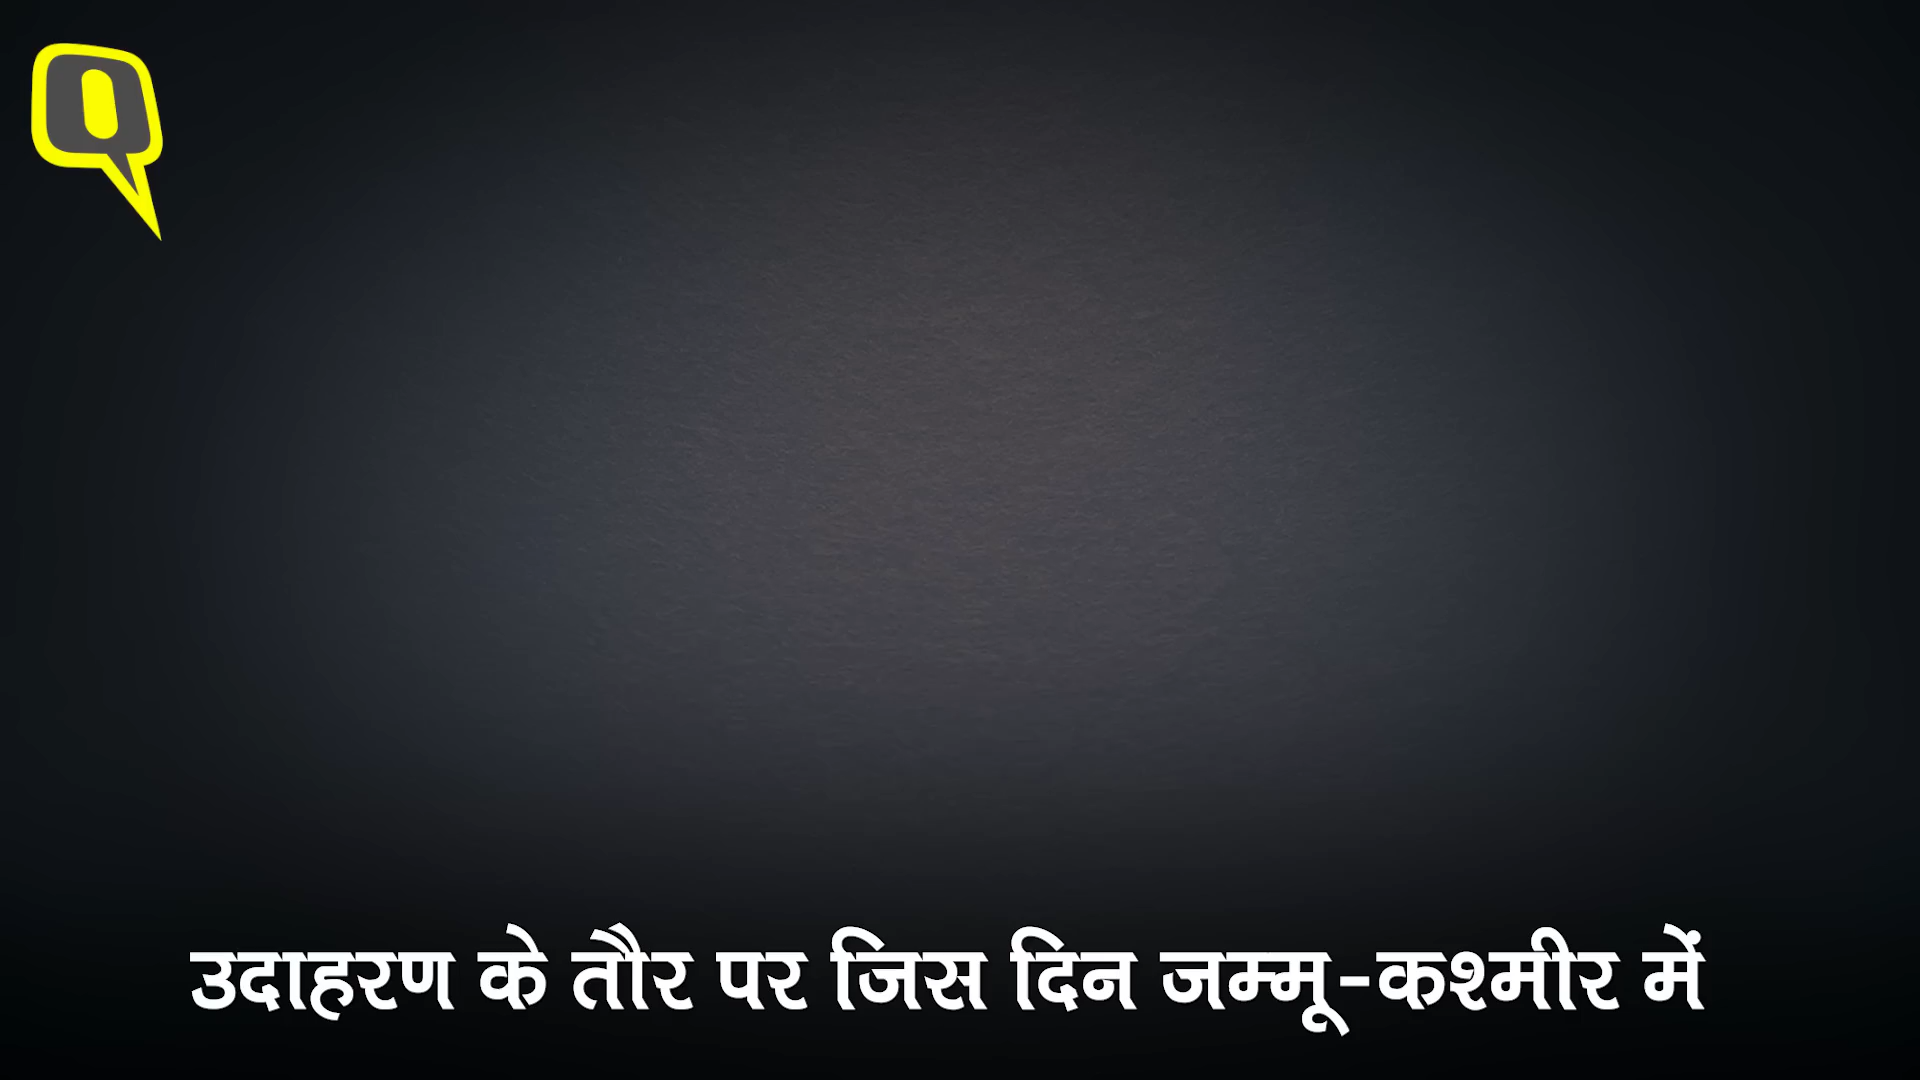 उदाहरण के तौर पर जिस दिन जम्मू-कश्मीर में